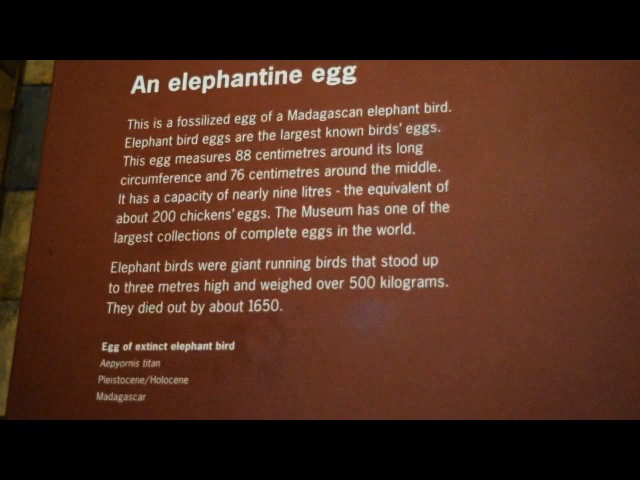 An elephantine egg
This is a fossilized egg of a Madagascan elephant bird.
Elephant bird eggs are the largest known birds' eggs.
This egg measures 88 centimetres around its long
circumference and 76 centimetres around the middle.
It has a capacity of nearly nine litres - the equivalent of
about 200 chickens' eggs. The Museum has one of the
largest collections of complete eggs in the world.
Elephant birds were giant running birds that stood up
to three metres high and weighed over 500 kilograms.
They died out by about 1650.
Egg of extinct elephant bird
Aepyornis titan
Pleistocene/Holocene
Madagascar